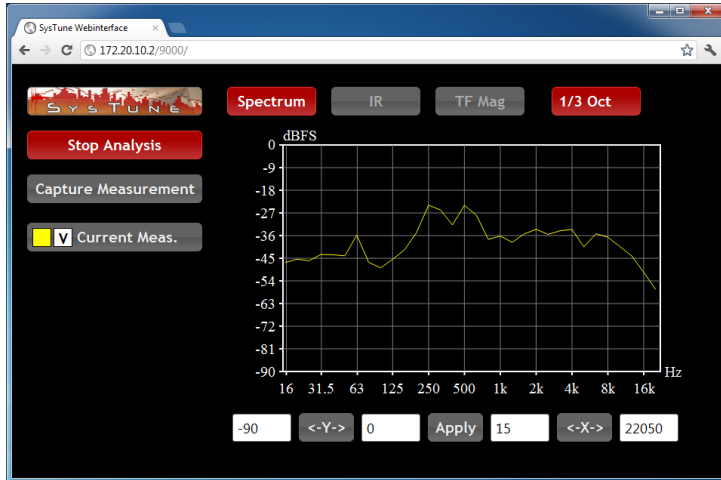 SysTune Webinterface
172.20.10.2/9000/
SYSTUNE
Spectrum IR TF Mag 1/3 Oct
Stop Analysis
Capture Measurement
V Current Meas.
dBFS
0
-9
-18
-27
-36
-45
-54
-63
-72
-81
-90
Hz
16 31.5 63 125 250 500 1k 2k 4k 8k 16k
-90 <-Y-> 0 Apply 15 <-X-> 22050